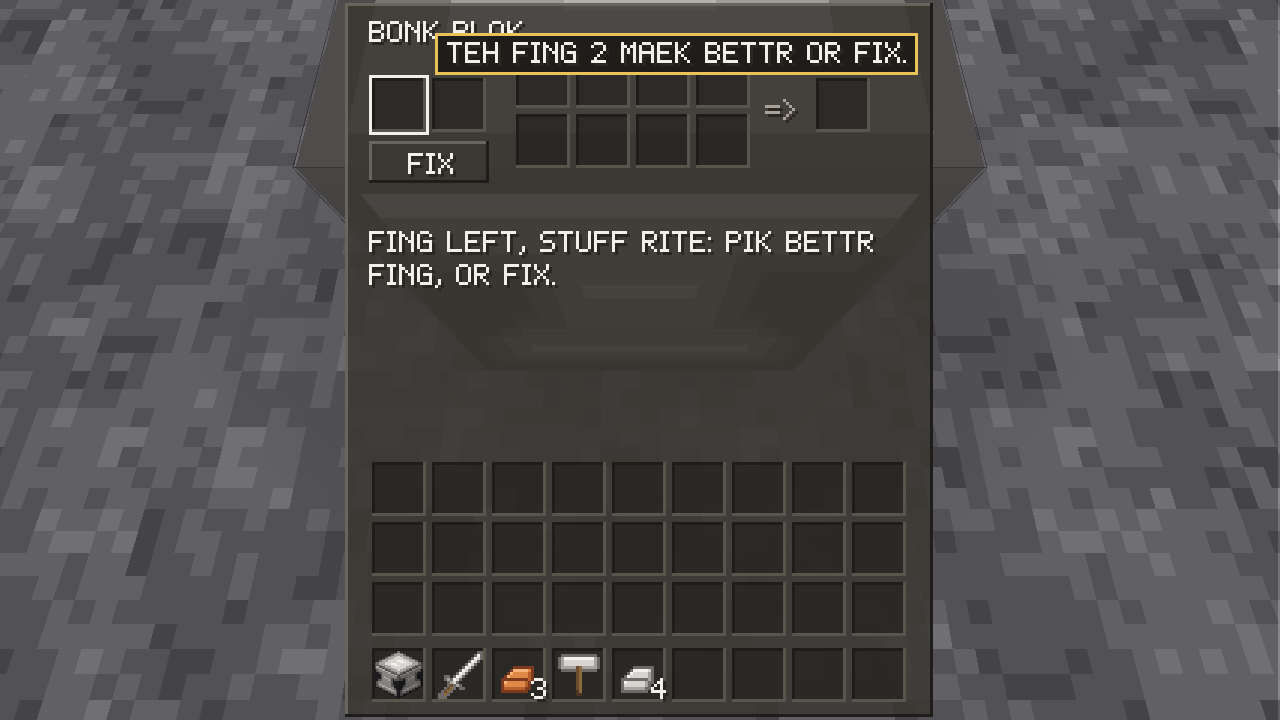 BONK BLOK
TEH FING 2 MAEK BETTR OR FIX.
=>
FIX
FING LEFT, STUFF RITE: PIK BETTR
FING, OR FIX.
3
4